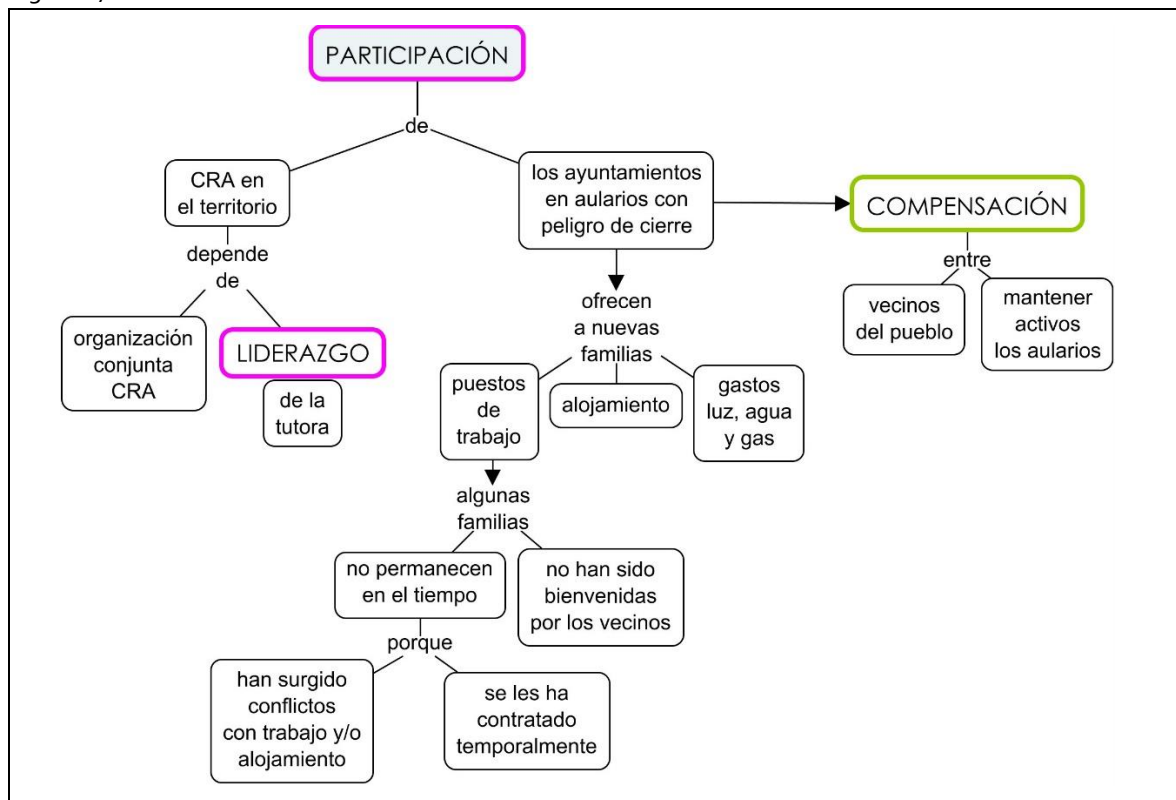 PARTICIPACIÓN
de
CRA en
el territorio
depende
de
organización
conjunta
CRA
LIDERAZGO
de la
tutora
los ayuntamientos
en aularios con
peligro de cierre
ofrecen
a nuevas
familias
puestos
de
trabajo
alojamiento
gastos
luz, agua
y gas
algunas
familias
no permanecen
en el tiempo
no han sido
bienvenidas
por los vecinos
porque
han surgido
conflictos
con trabajo y/o
alojamiento
se les ha
contratado
temporalmente
COMPENSACIÓN
entre
vecinos
del pueblo
mantener
activos
los aularios